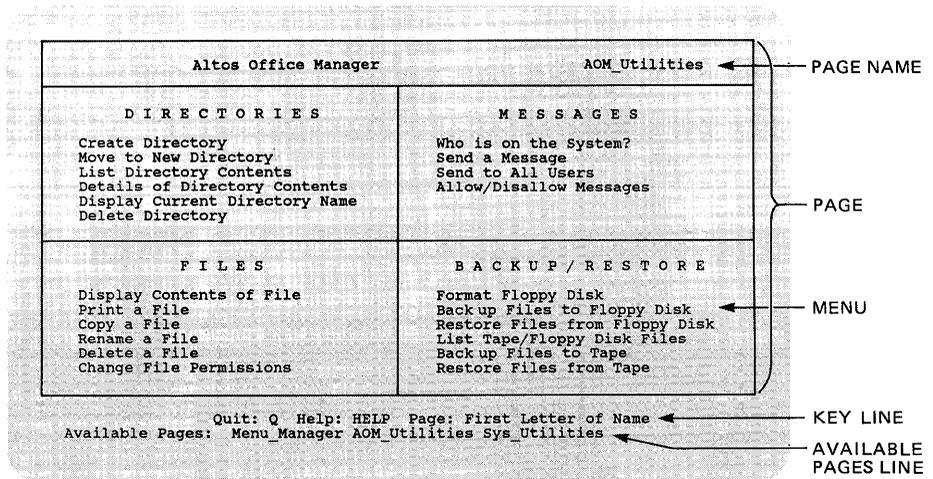 Altos Office Manager AOM_Utilities
PAGE NAME
D I R E C T O R I E S
Create Directory
Move to New Directory
List Directory Contents
Details of Directory Contents
Display Current Directory Name
Delete Directory
M E S S A G E S
Who is on the System?
Send a Message
Send to All Users
Allow/Disallow Messages
PAGE
F I L E S
Display Contents of File
Print a File
Copy a File
Rename a File
Delete a File
Change File Permissions
B A C K U P / R E S T O R E
Format Floppy Disk
Back up Files to Floppy Disk
Restore Files from Floppy Disk
List Tape/Floppy Disk Files
Back up Files to Tape
Restore Files from Tape
MENU
Quit: Q Help: HELP Page: First Letter of Name
KEY LINE
Available Pages: Menu_Manager AOM_Utilities Sys_Utilities
AVAILABLE
PAGES LINE